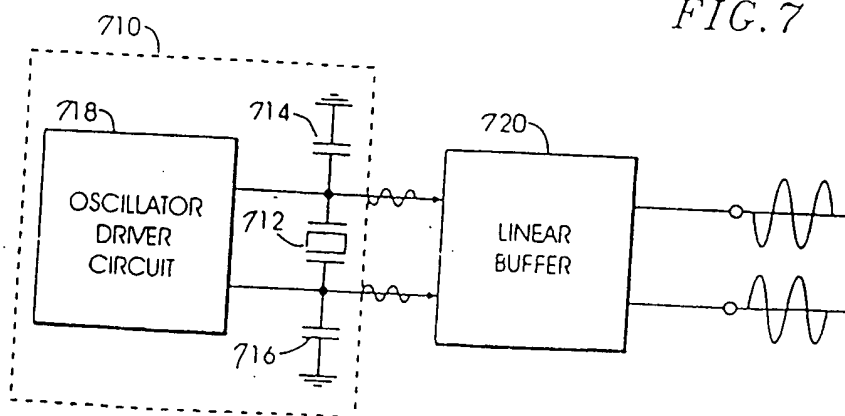 FIG. 7
710
718
714
720
OSCILLATOR
DRIVER
CIRCUIT
712
LINEAR
BUFFER
716